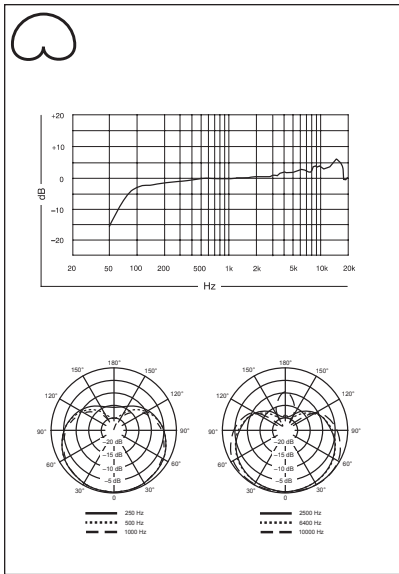 +20
+10
0
–10
–20
dB
20 50 100 200 500 1k 2k 5k 10k 20k
Hz
180° 180°
150° 150° 150° 150°
120° 120° 120° 120°
90° 90° 90° 90°
–20 dB –20 dB
–15 dB –15 dB
60° 60° 60° 60°
–10 dB –10 dB
–5 dB –5 dB
30° 30° 30° 30°
0 0
250 Hz 2500 Hz
500 Hz 6400 Hz
1000 Hz 10000 Hz